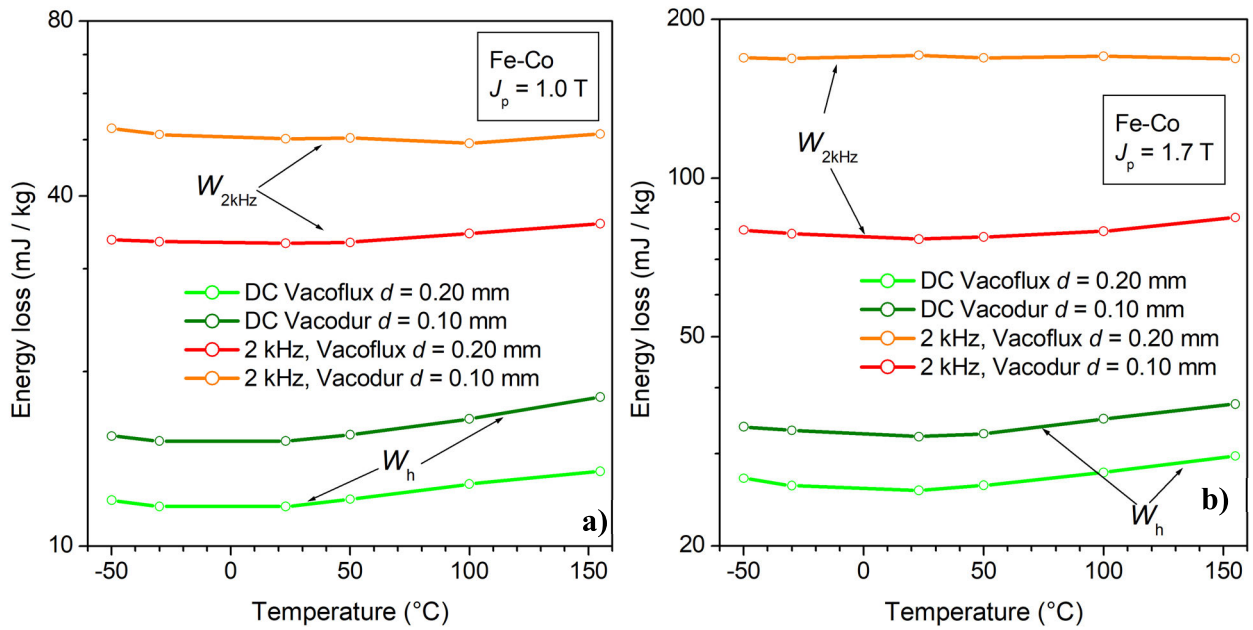 80
40
20
10
Energy loss (mJ / kg)
-50 0 50 100 150
Temperature (°C)
Fe-Co
Jp = 1.0 T
W2kHz
DC Vacoflux d = 0.20 mm
DC Vacodur d = 0.10 mm
2 kHz, Vacoflux d = 0.20 mm
2 kHz, Vacodur d = 0.10 mm
Wh
a)
200
100
50
20
Energy loss (mJ / kg)
-50 0 50 100 150
Temperature (°C)
Fe-Co
Jp = 1.7 T
W2kHz
DC Vacoflux d = 0.20 mm
DC Vacodur d = 0.10 mm
2 kHz, Vacoflux d = 0.20 mm
2 kHz, Vacodur d = 0.10 mm
Wh
b)